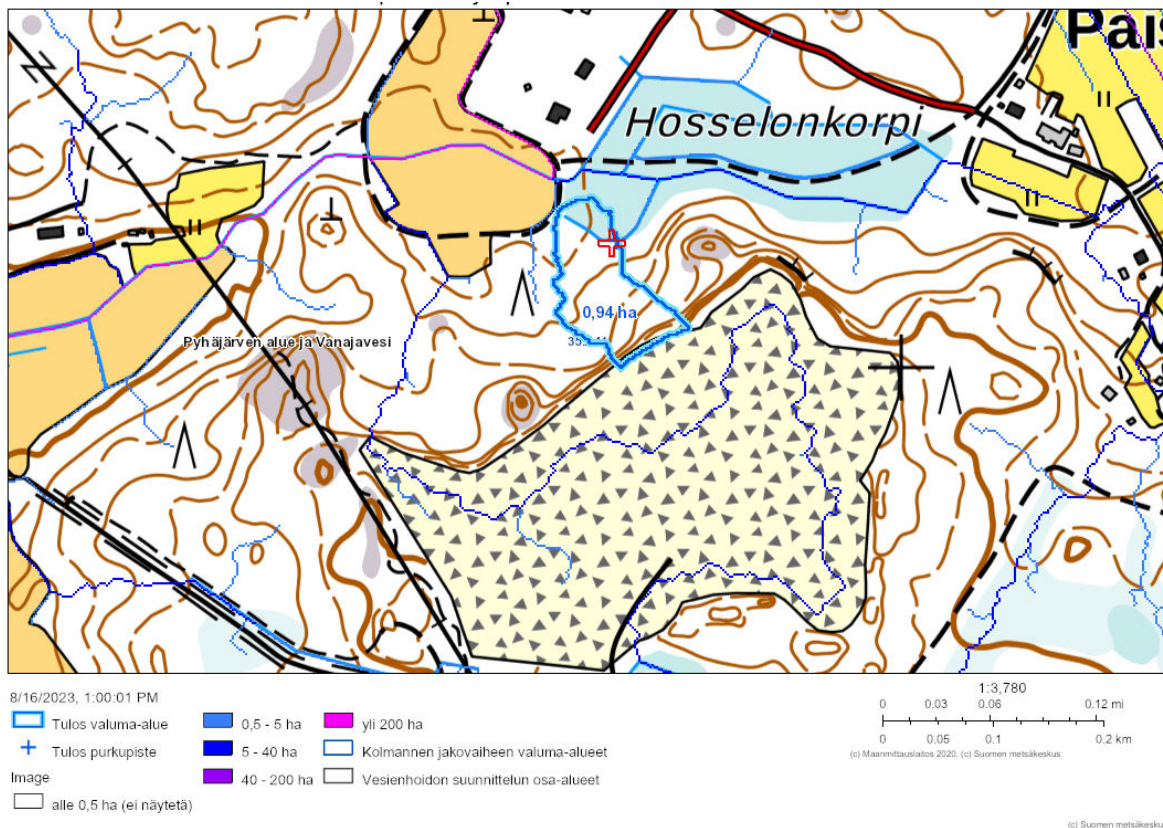 Pais
Hosselonkorpi
0,94 ha
Pyhäjärven alue ja Vanajavesi
8/16/2023, 1:00:01 PM
Tulos valuma-alue
Tulos purkupiste
Image
alle 0,5 ha (ei näytetä)
0,5 - 5 ha
5 - 40 ha
40 - 200 ha
yli 200 ha
Kolmannen jakovaiheen valuma-alueet
Vesienhoidon suunnittelun osa-alueet
1:3,780
0 0.03 0.06 0.12 mi
0 0.05 0.1 0.2 km
(c) Maanmittauslaitos 2020, (c) Suomen metsäkeskus
(c) Suomen metsäkesku